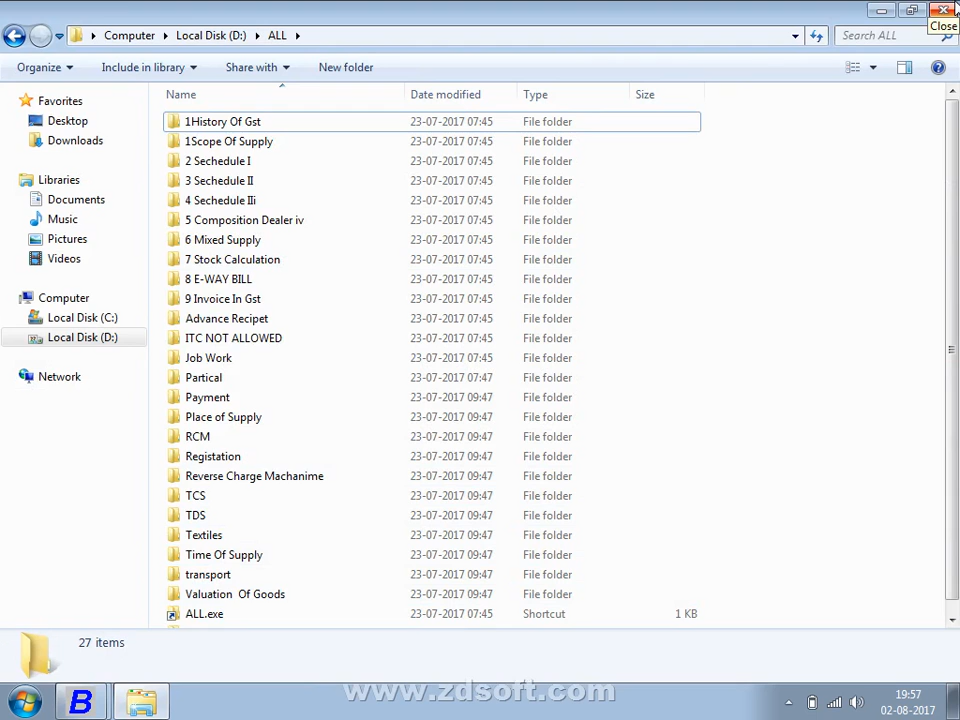 Close
Computer Local Disk (D:) ALL
Search ALL
Organize Include in library Share with New folder
Name Date modified Type Size
Favorites
Desktop
Downloads
Libraries
Documents
Music
Pictures
Videos
Computer
Local Disk (C:)
Local Disk (D:)
Network
1History Of Gst 23-07-2017 07:45 File folder
1Scope Of Supply 23-07-2017 07:45 File folder
2 Sechedule I 23-07-2017 07:45 File folder
3 Sechedule II 23-07-2017 07:45 File folder
4 Sechedule IIi 23-07-2017 07:45 File folder
5 Composition Dealer iv 23-07-2017 07:45 File folder
6 Mixed Supply 23-07-2017 07:45 File folder
7 Stock Calculation 23-07-2017 07:45 File folder
8 E-WAY BILL 23-07-2017 07:45 File folder
9 Invoice In Gst 23-07-2017 07:45 File folder
Advance Recipet 23-07-2017 07:45 File folder
ITC NOT ALLOWED 23-07-2017 07:45 File folder
Job Work 23-07-2017 07:45 File folder
Partical 23-07-2017 07:47 File folder
Payment 23-07-2017 09:47 File folder
Place of Supply 23-07-2017 09:47 File folder
RCM 23-07-2017 09:47 File folder
Registation 23-07-2017 09:47 File folder
Reverse Charge Machanime 23-07-2017 09:47 File folder
TCS 23-07-2017 09:47 File folder
TDS 23-07-2017 09:47 File folder
Textiles 23-07-2017 09:47 File folder
Time Of Supply 23-07-2017 09:47 File folder
transport 23-07-2017 09:47 File folder
Valuation Of Goods 23-07-2017 09:47 File folder
ALL.exe 23-07-2017 07:45 Shortcut 1 KB
27 items
B
www.zdsoft.com
19:57
02-08-2017